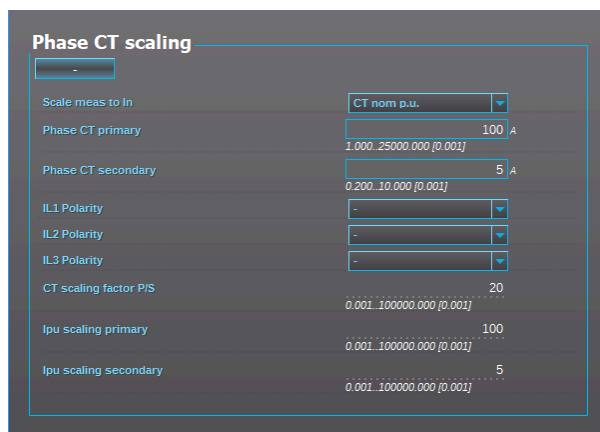 Phase CT scaling
-
Scale meas to In CT nom p.u.
Phase CT primary 100 A
1.000..25000.000 [0.001]
Phase CT secondary 5 A
0.200..10.000 [0.001]
IL1 Polarity -
IL2 Polarity -
IL3 Polarity -
CT scaling factor P/S 20
0.001..100000.000 [0.001]
Ipu scaling primary 100
0.001..100000.000 [0.001]
Ipu scaling secondary 5
0.001..100000.000 [0.001]